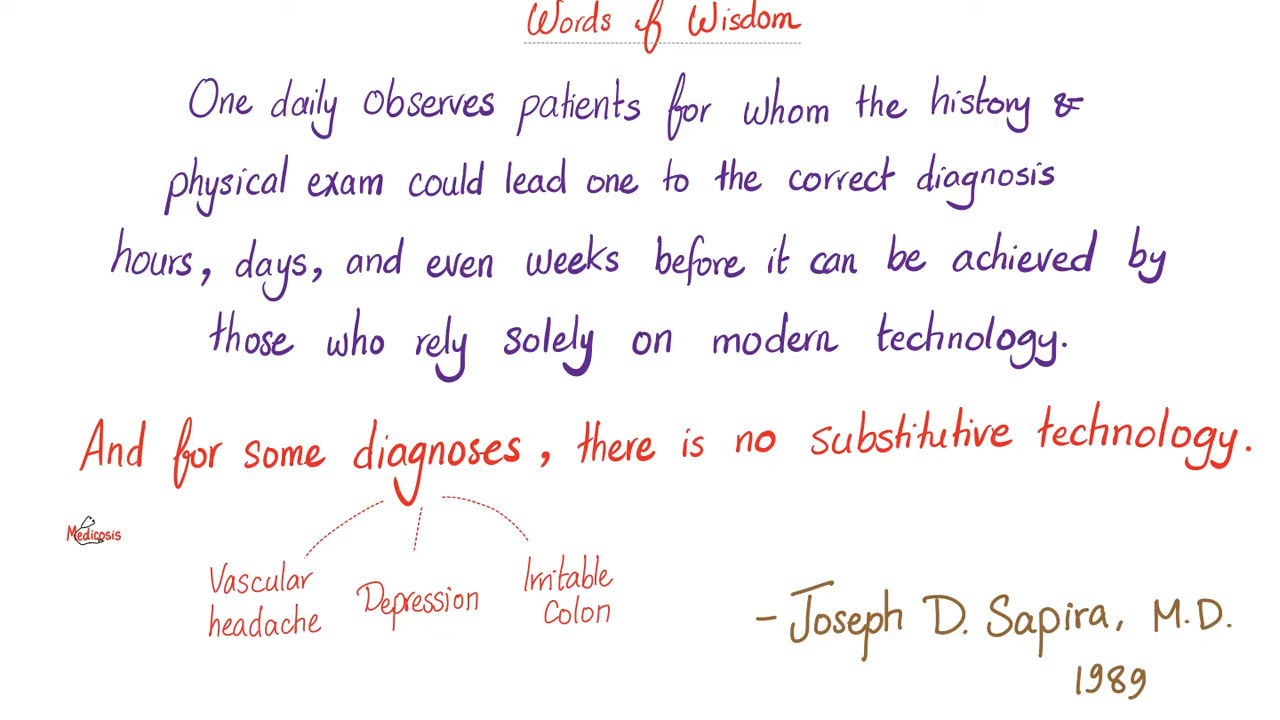 Words of Wisdom
One daily observes patients for whom the history &
physical exam could lead one to the correct diagnosis
hours, days, and even weeks before it can be achieved by
those who rely solely on modern technology.
And for some diagnoses, there is no substitutive technology.
Medicosis
Vascular
headache
Depression
Irritable
Colon
- Joseph D. Sapira, M.D.
1989